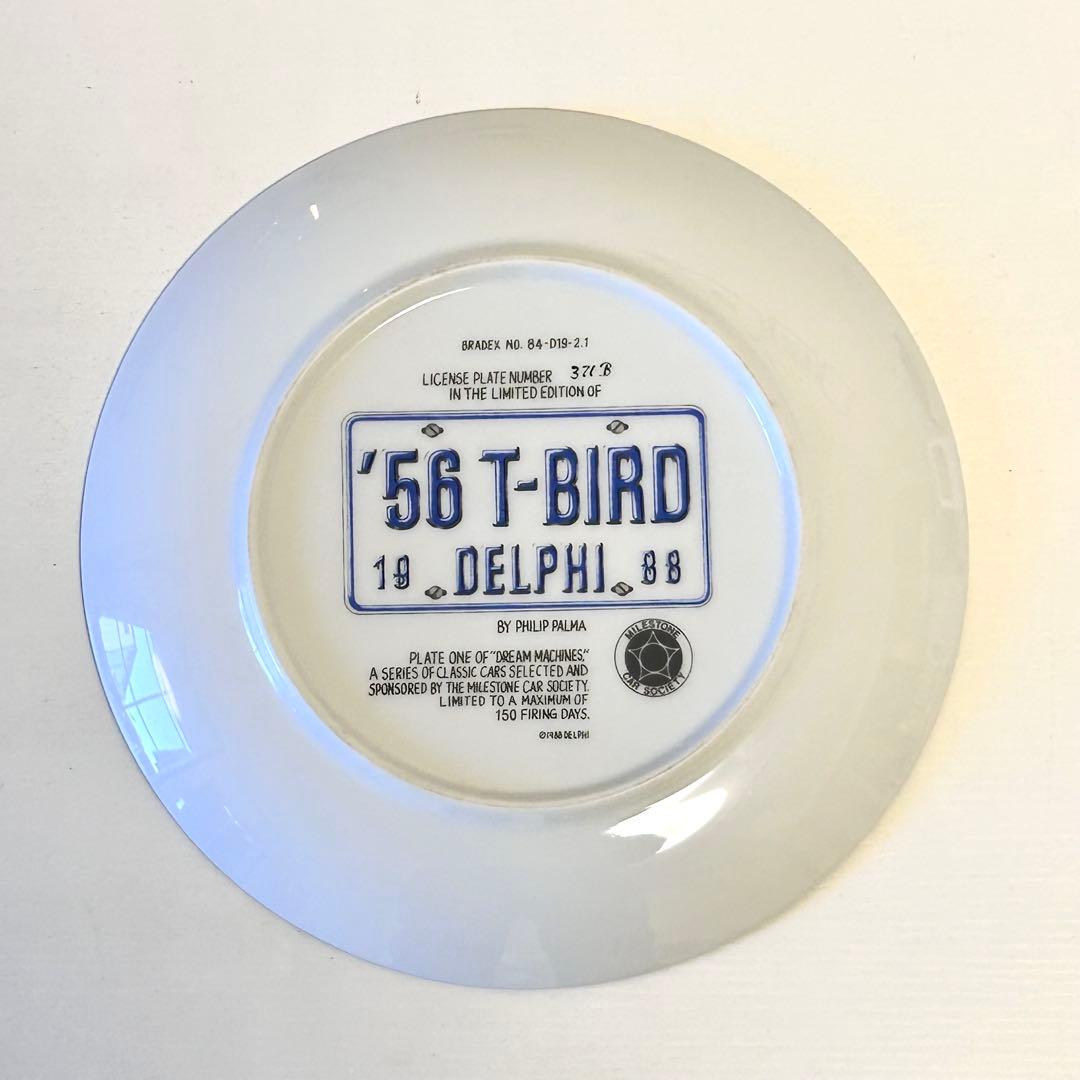 BRADEX NO. 84-D19-2.1
LICENSE PLATE NUMBER 371B
IN THE LIMITED EDITION OF
'56 T-BIRD
19 DELPHI 88
BY PHILIP PALMA
PLATE ONE OF "DREAM MACHINES,"
A SERIES OF CLASSIC CARS SELECTED AND
SPONSORED BY THE MILESTONE CAR SOCIETY.
LIMITED TO A MAXIMUM OF
150 FIRING DAYS.
©1988 DELPHI
MILESTONE
CAR SOCIETY